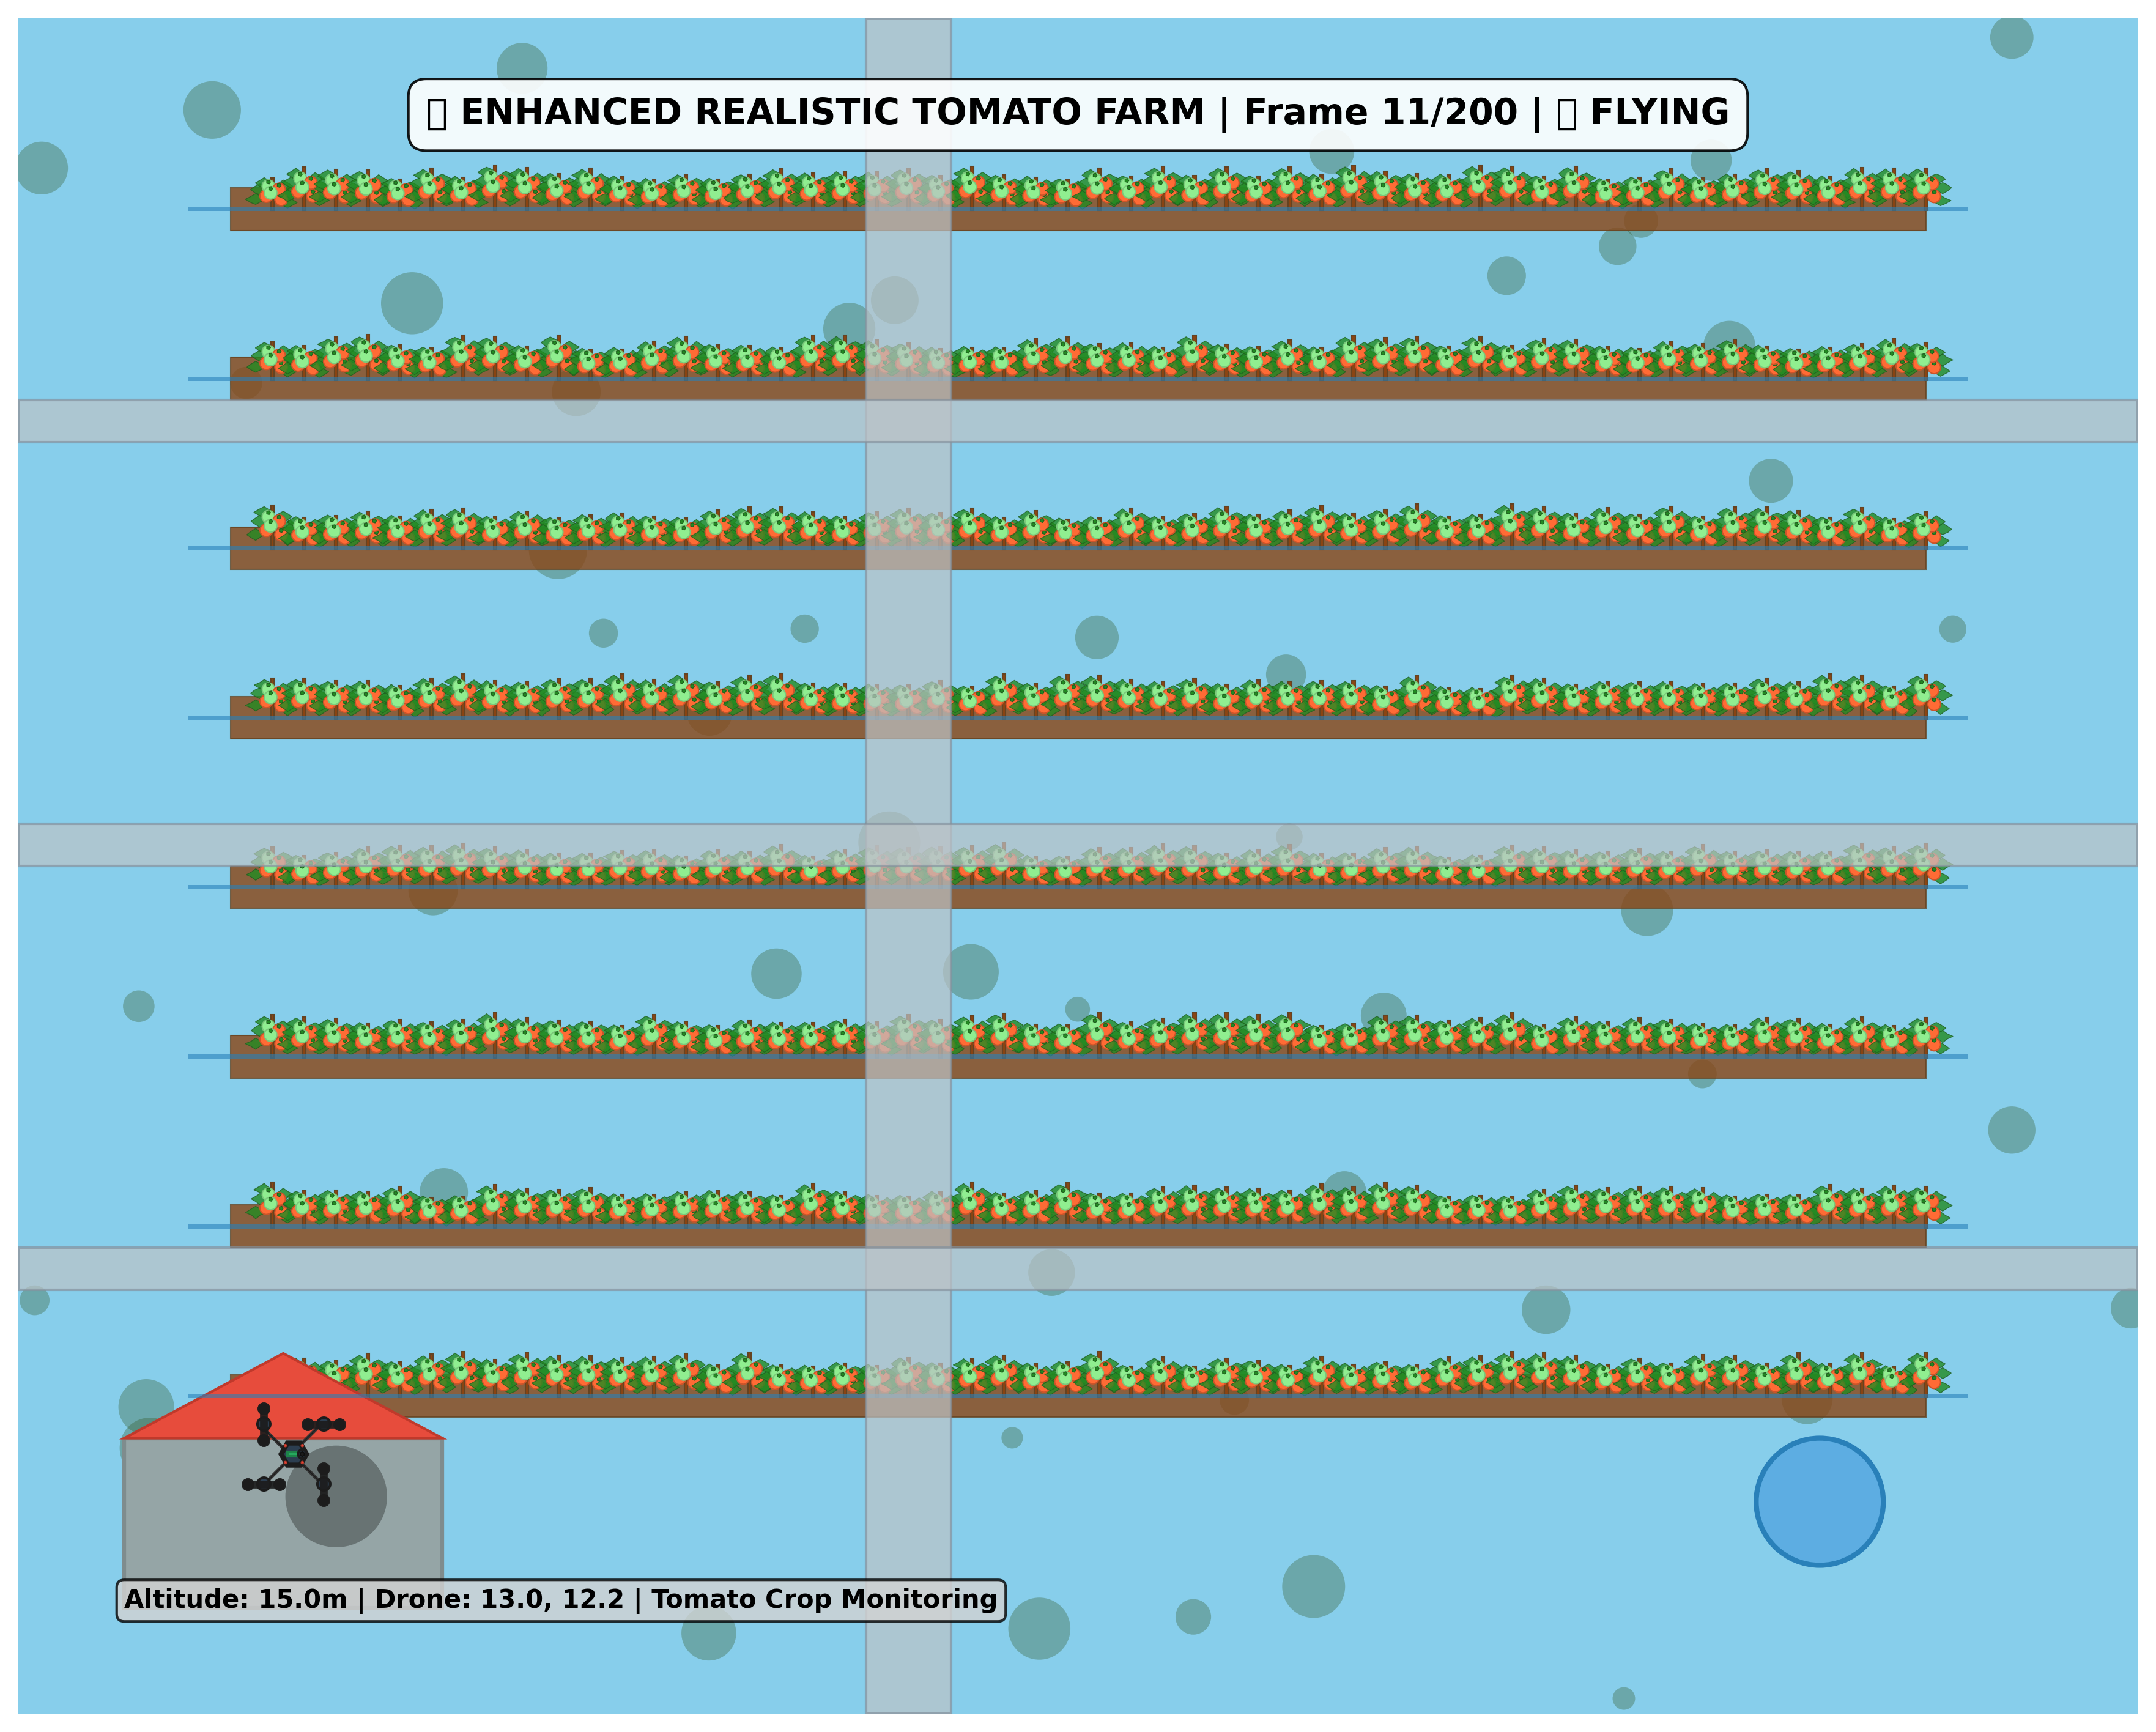 ▯ ENHANCED REALISTIC TOMATO FARM | Frame 11/200 | ▯ FLYING
Altitude: 15.0m | Drone: 13.0, 12.2 | Tomato Crop Monitoring